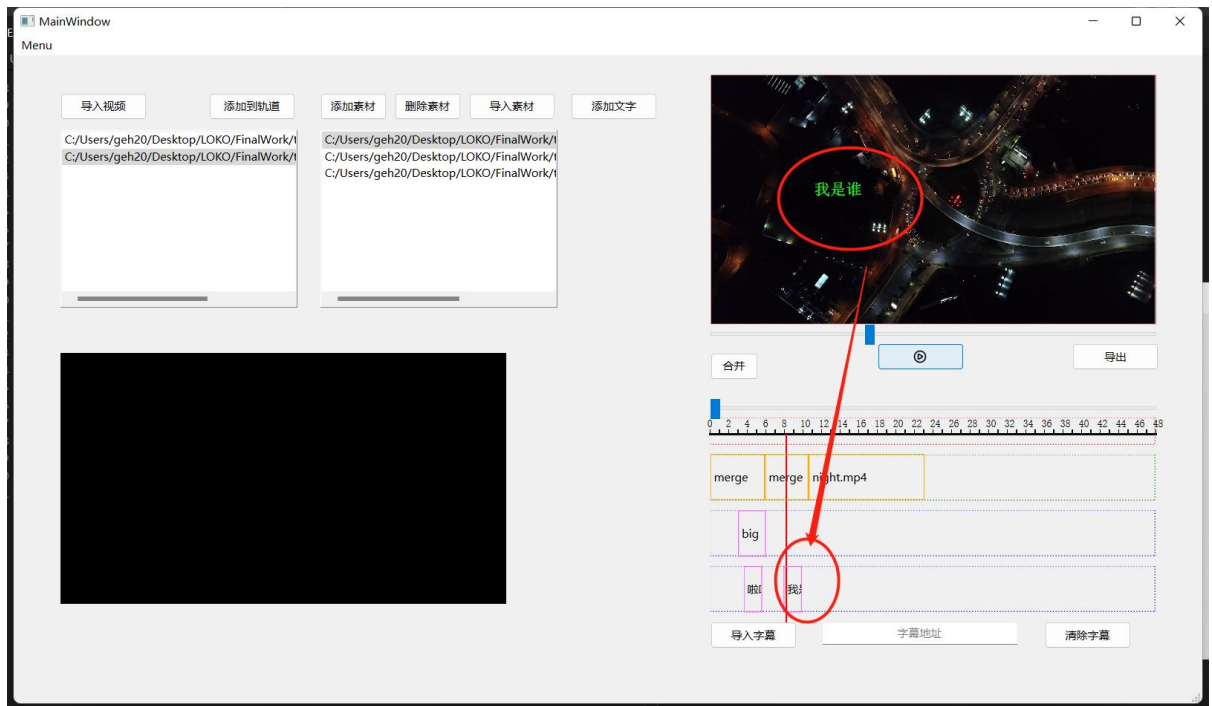 MainWindow
Menu
导入视频 添加到轨道 添加素材 删除素材 导入素材 添加文字
C:/Users/geh20/Desktop/LOKO/FinalWork/t
C:/Users/geh20/Desktop/LOKO/FinalWork/t
C:/Users/geh20/Desktop/LOKO/FinalWork/t
C:/Users/geh20/Desktop/LOKO/FinalWork/t
C:/Users/geh20/Desktop/LOKO/FinalWork/t
我是谁
合并 导出
0 2 4 6 8 10 12 14 16 18 20 22 24 26 28 30 32 34 36 38 40 42 44 46 48
merge merge night.mp4
big
啦 我
导入字幕 字幕地址 清除字幕